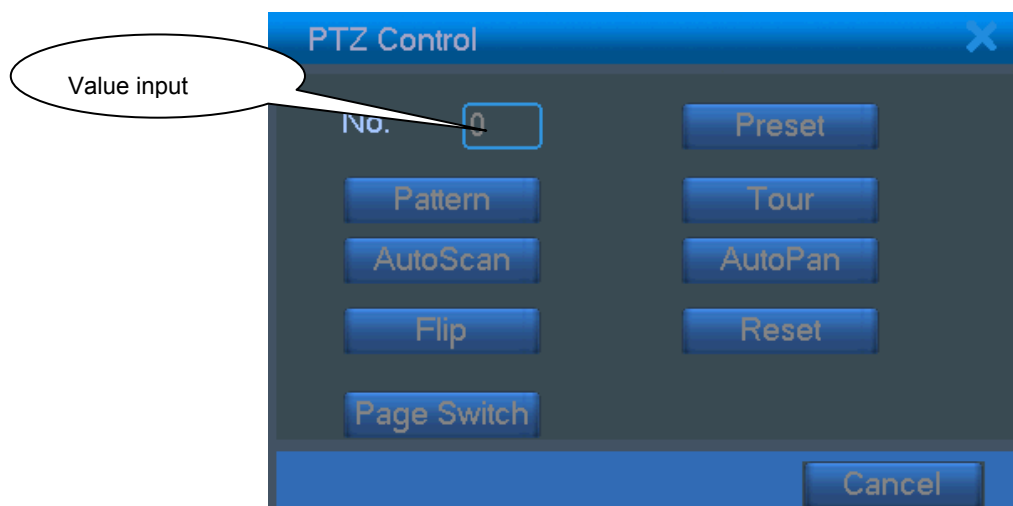 PTZ Control
Value input
No. 0 Preset
Pattern Tour
AutoScan AutoPan
Flip Reset
Page Switch
Cancel